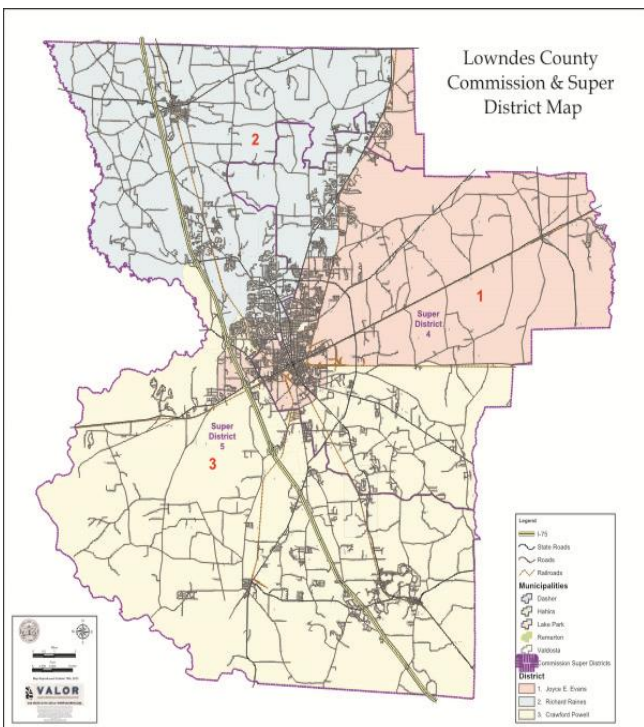 Lowndes County
Commission & Super
District Map
2
1
Super
District
4
Super
District
5
3
Legend
I-75
State Roads
Roads
Railroads
Municipalities
Dasher
Hahira
Lake Park
Remerton
Valdosta
Commission Super Districts
District
1. Joyce E. Evans
2. Richard Raines
3. Crawford Powell
VALOR